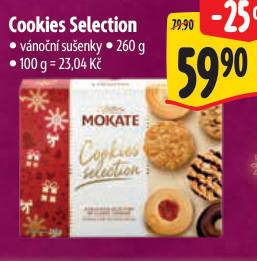 Cookies Selection
• vánoční sušenky • 260 g
• 100 g = 23,04 Kč
79,90
-25
59 90
MOKATE
Cookies
selection